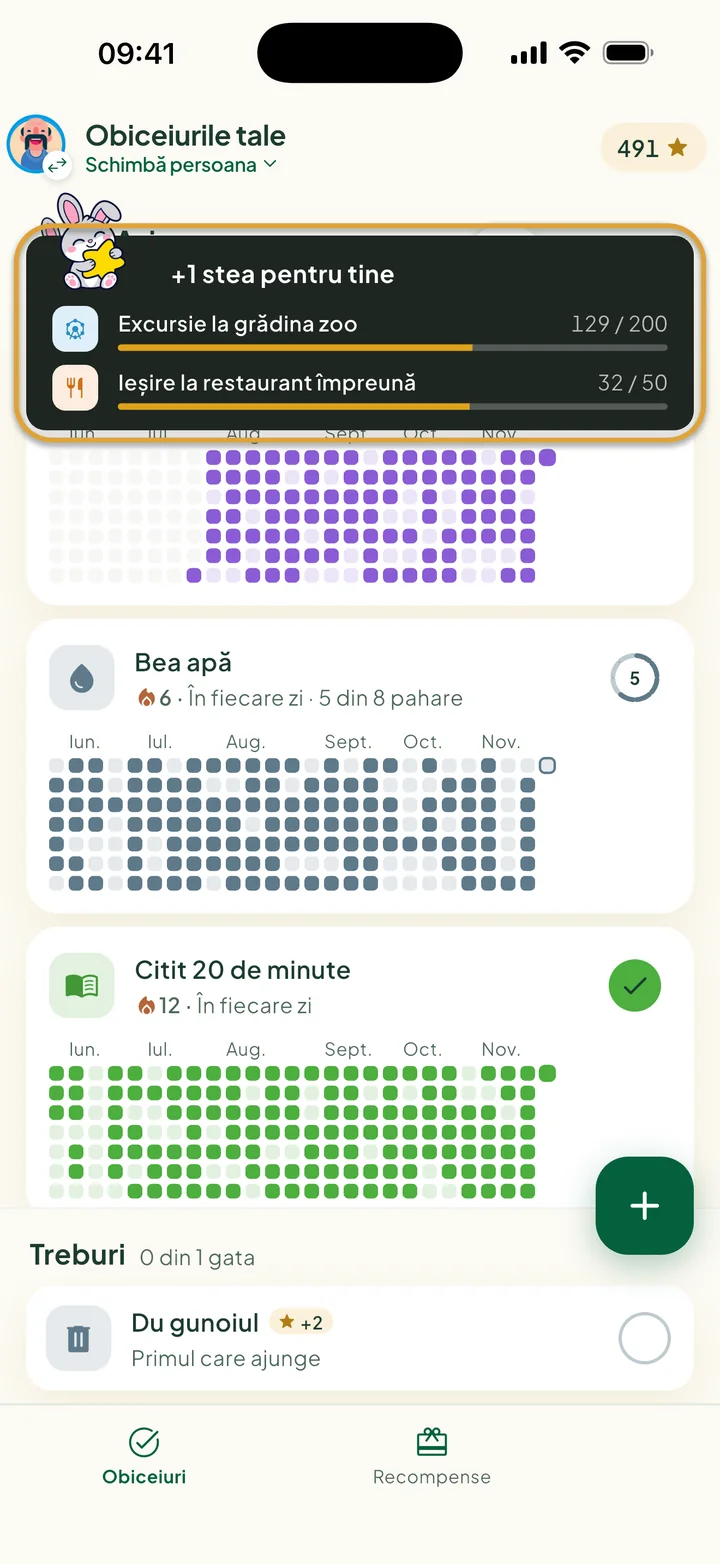 09:41
Obiceiurile tale
Schimbă persoana
491
+1 stea pentru tine
Excursie la grădina zoo
129 / 200
Ieșire la restaurant împreună
32 / 50
Iun. Iul. Aug. Sept. Oct. Nov.
Bea apă
6 · În fiecare zi · 5 din 8 pahare
5
Iun. Iul. Aug. Sept. Oct. Nov.
Citit 20 de minute
12 · În fiecare zi
Iun. Iul. Aug. Sept. Oct. Nov.
Treburi 0 din 1 gata
Du gunoiul +2
Primul care ajunge
Obiceiuri
Recompense